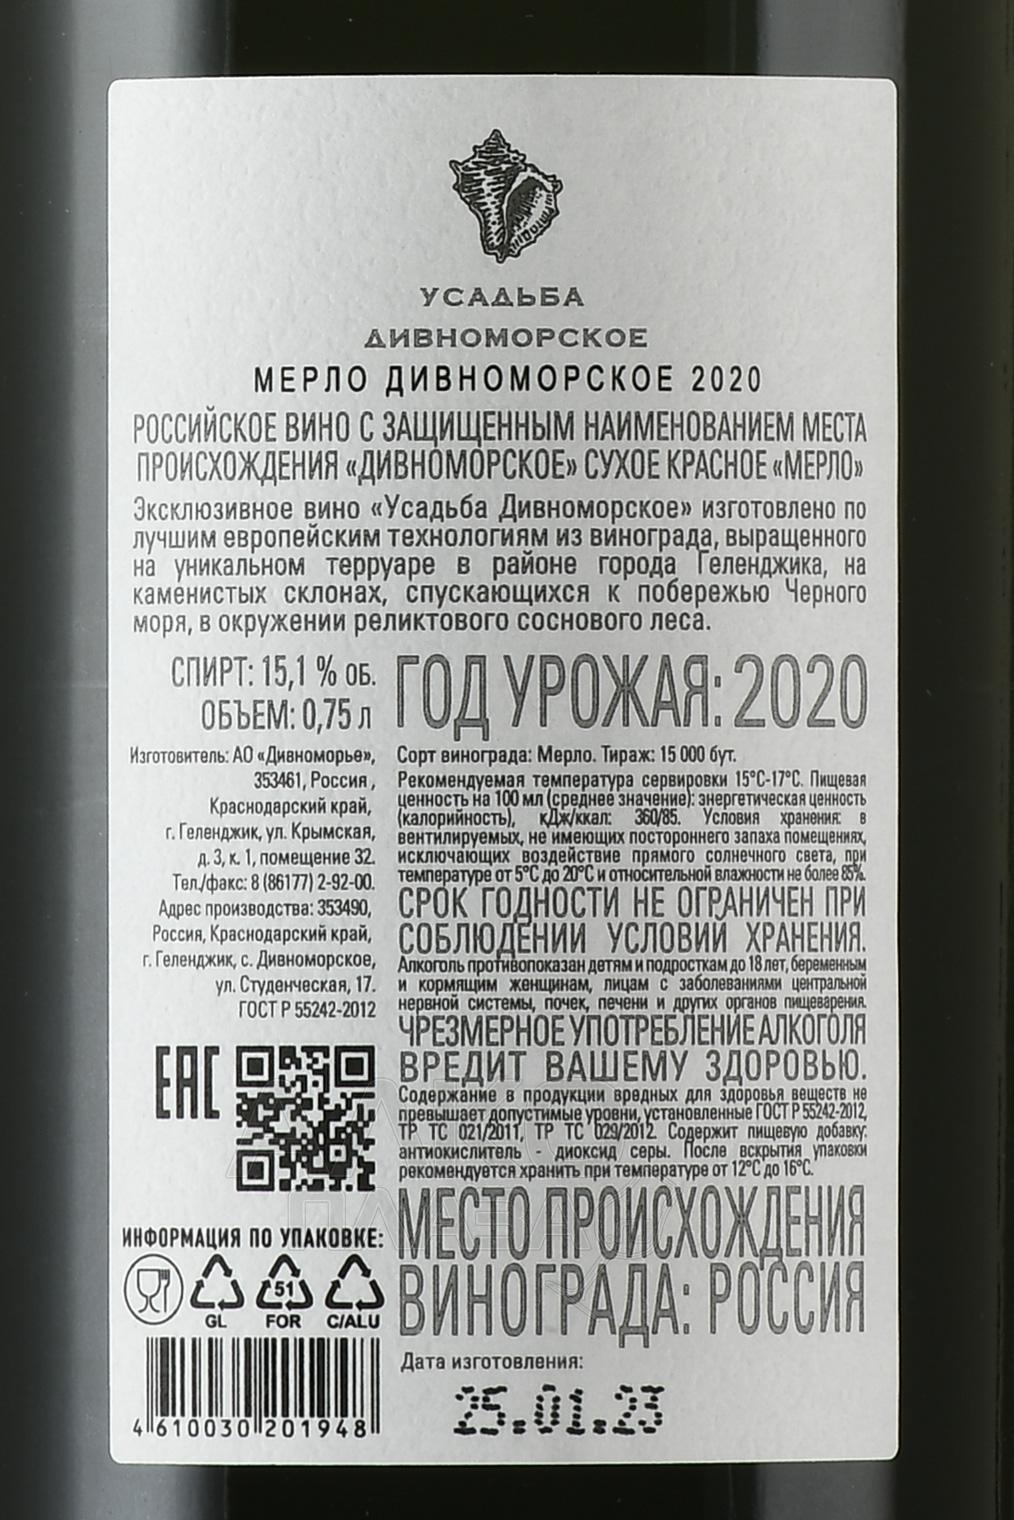 УСАДЬБА
ДИВНОМОРСКОЕ
МЕРЛО ДИВНОМОРСКОЕ 2020
РОССИЙСКОЕ ВИНО С ЗАЩИЩЕННЫМ НАИМЕНОВАНИЕМ МЕСТА
ПРОИСХОЖДЕНИЯ «ДИВНОМОРСКОЕ» СУХОЕ КРАСНОЕ «МЕРЛО»
Эксклюзивное вино «Усадьба Дивноморское» изготовлено по
лучшим европейским технологиям из винограда, выращенного
на уникальном терруаре в районе города Геленджика, на
каменистых склонах, спускающихся к побережью Черного
моря, в окружении реликтового соснового леса.
СПИРТ: 15,1 % ОБ.
ОБЪЕМ: 0,75 Л
Изготовитель: АО «Дивноморье»,
353461, Россия ,
Краснодарский край,
г. Геленджик, ул. Крымская,
д. 3, к. 1, помещение 32.
Тел./факс: 8 (86177) 2-92-00.
Адрес производства: 353490,
Россия, Краснодарский край,
г. Геленджик, с. Дивноморское,
ул. Студенческая, 17.
ГОСТ Р 55242-2012
EAC
ИНФОРМАЦИЯ ПО УПАКОВКЕ:
51
GL FOR C/ALU
4 610030 201948
ГОД УРОЖАЯ: 2020
Сорт винограда: Мерло. Тираж: 15 000 бут.
Рекомендуемая температура сервировки 15°С-17°С. Пищевая
ценность на 100 мл (среднее значение): энергетическая ценность
(калорийность), кДж/ккал: 360/85. Условия хранения: в
вентилируемых, не имеющих постороннего запаха помещениях,
исключающих воздействие прямого солнечного света, при
температуре от 5°С до 20°С и относительной влажности не более 85%.
СРОК ГОДНОСТИ НЕ ОГРАНИЧЕН ПРИ
СОБЛЮДЕНИИ УСЛОВИЙ ХРАНЕНИЯ.
Алкоголь противопоказан детям и подросткам до 18 лет, беременным
и кормящим женщинам, лицам с заболеваниями центральной
нервной системы, почек, печени и других органов пищеварения.
ЧРЕЗМЕРНОЕ УПОТРЕБЛЕНИЕ АЛКОГОЛЯ
ВРЕДИТ ВАШЕМУ ЗДОРОВЬЮ.
Содержание в продукции вредных для здоровья веществ не
превышает допустимые уровни, установленные ГОСТ Р 55242-2012,
ТР ТС 021/2011, ТР ТС 029/2012. Содержит пищевую добавку:
антиокислитель - диоксид серы. После вскрытия упаковки
рекомендуется хранить при температуре от 12°С до 16°С.
МЕСТО ПРОИСХОЖДЕНИЯ
ВИНОГРАДА: РОССИЯ
Дата изготовления:
25.01.23